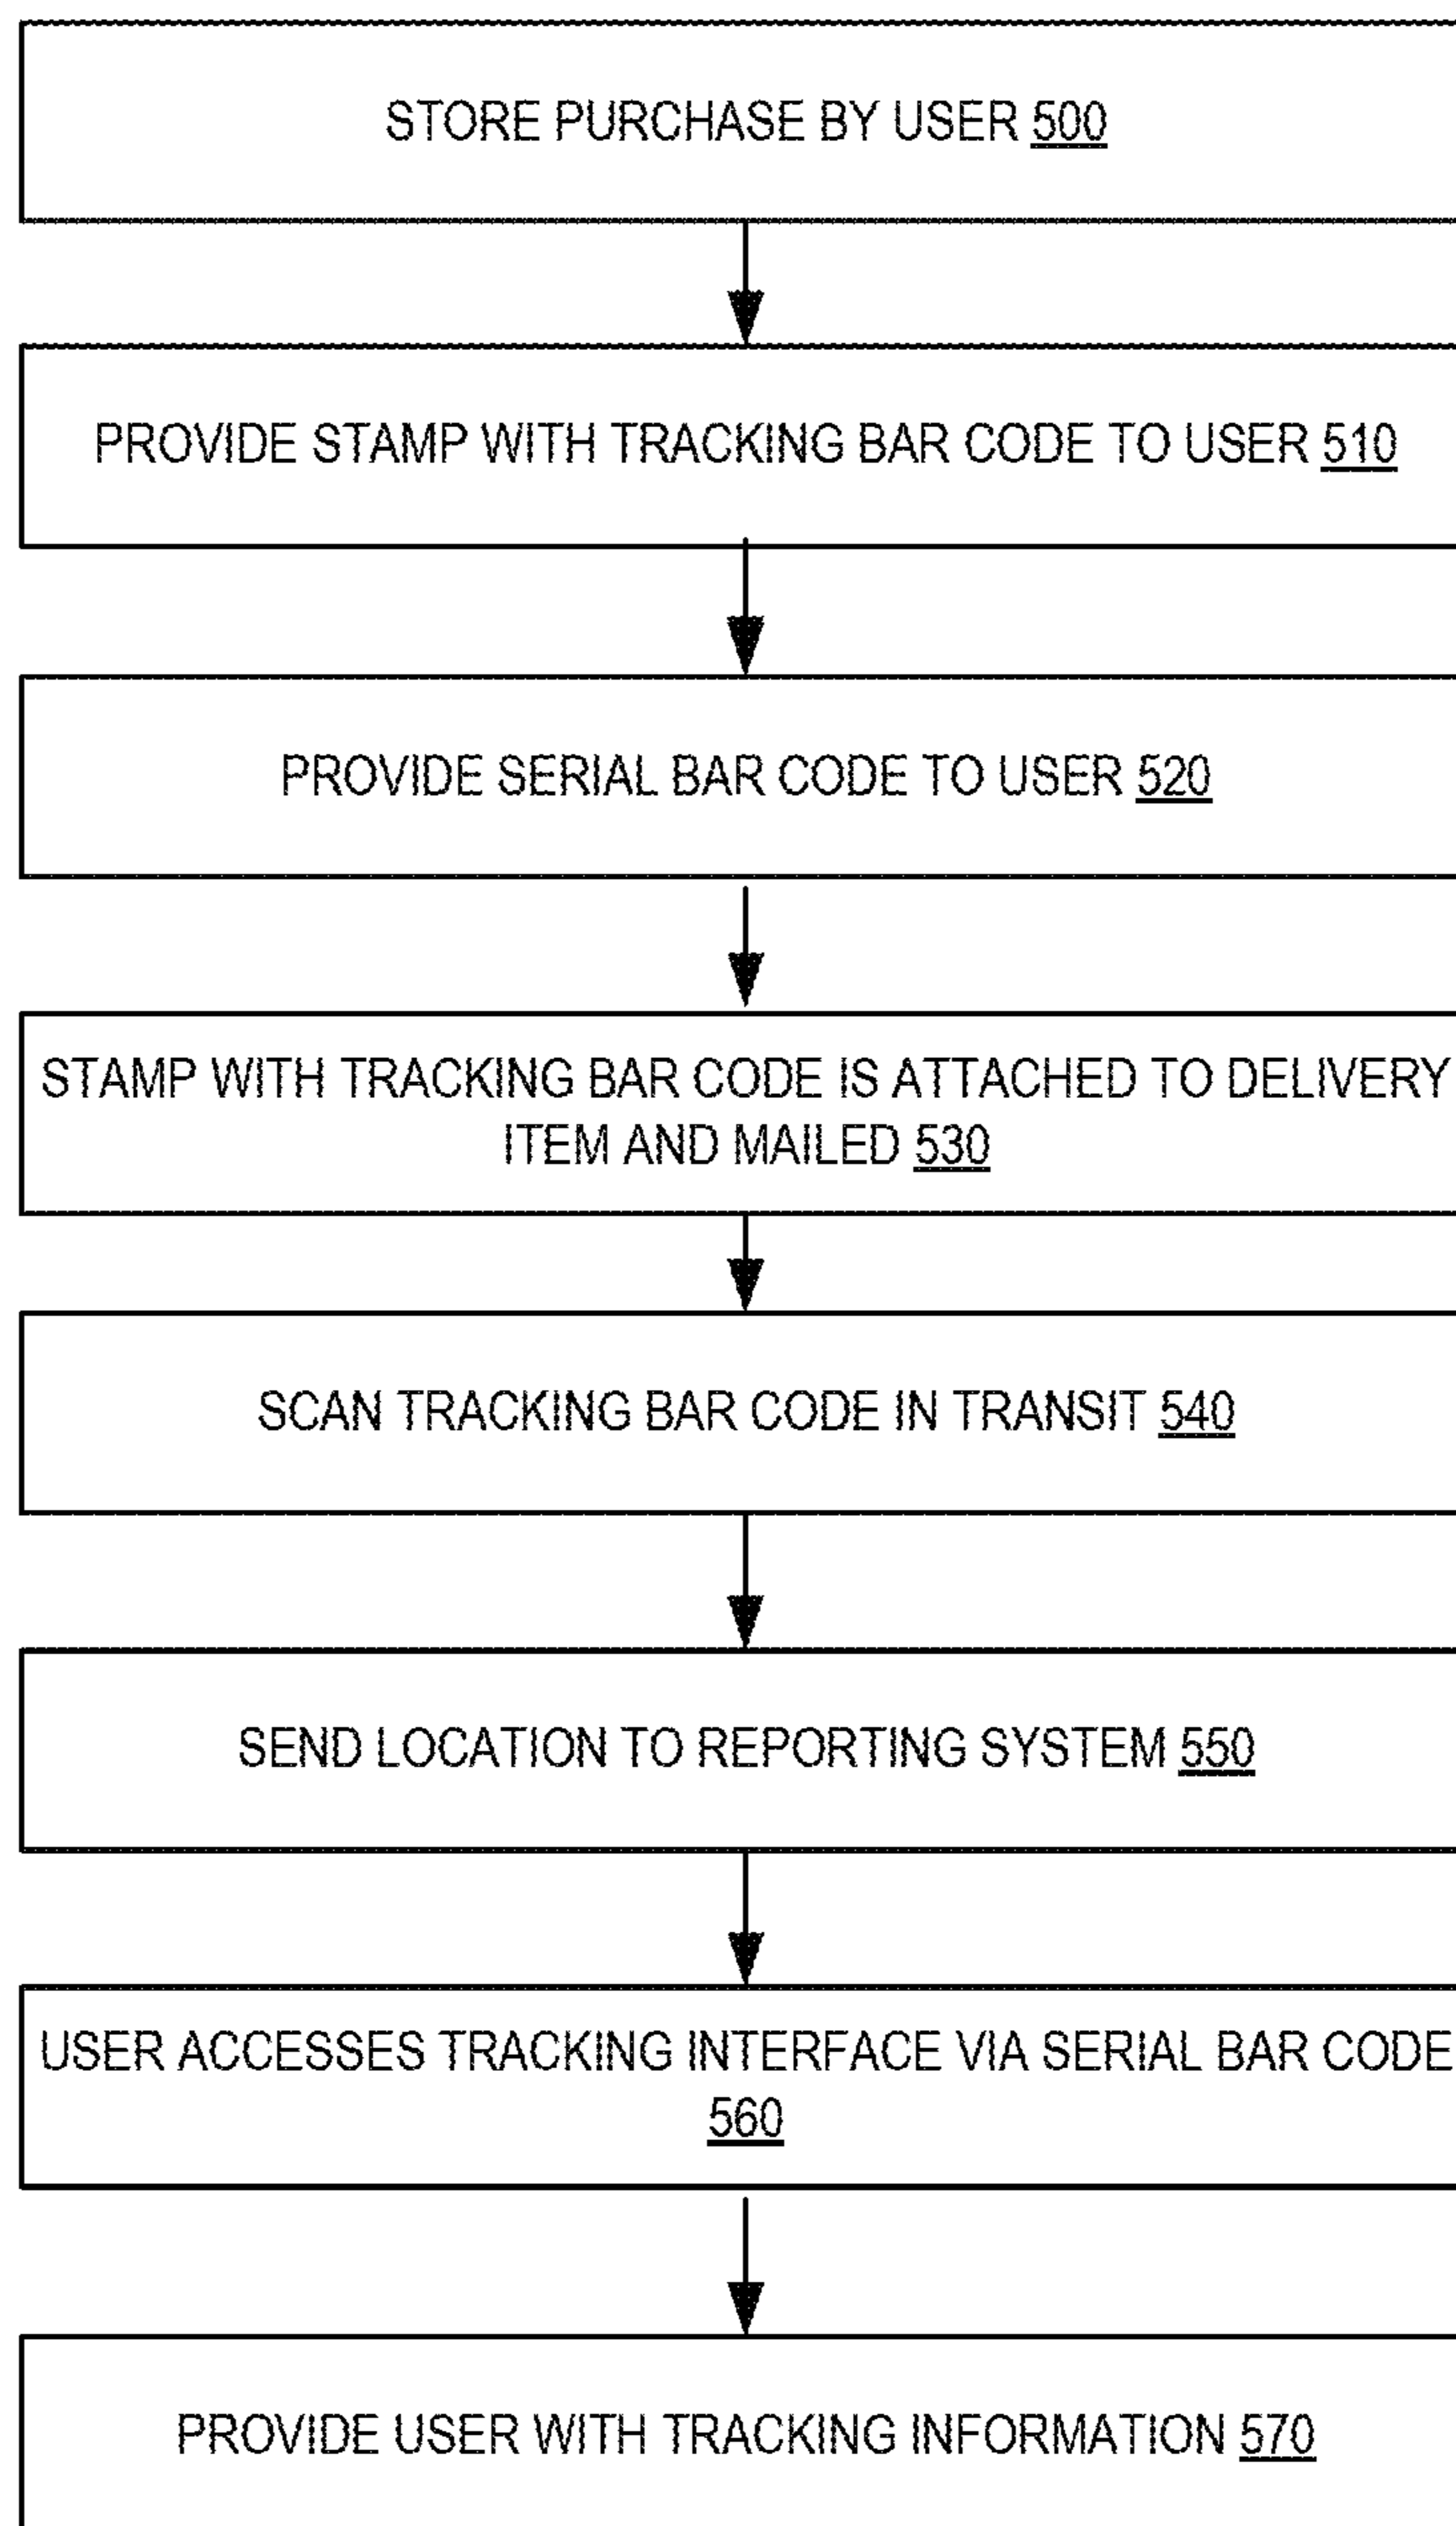 STORE PURCHASE BY USER 500
PROVIDE STAMP WITH TRACKING BAR CODE TO USER 510
PROVIDE SERIAL BAR CODE TO USER 520
STAMP WITH TRACKING BAR CODE IS ATTACHED TO DELIVERY
ITEM AND MAILED 530
SCAN TRACKING BAR CODE IN TRANSIT 540
SEND LOCATION TO REPORTING SYSTEM 550
USER ACCESSES TRACKING INTERFACE VIA SERIAL BAR CODE
560
PROVIDE USER WITH TRACKING INFORMATION 570